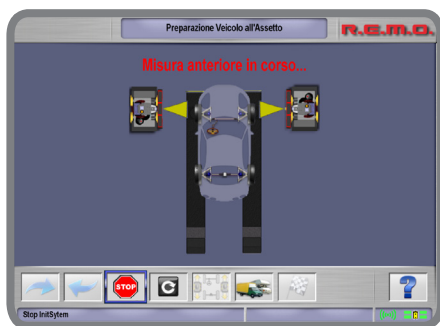 Preparazione Veicolo all'Assetto
R.E.M.O.
Misura anteriore in corso...
STOP
C
?
Stop InitSytem